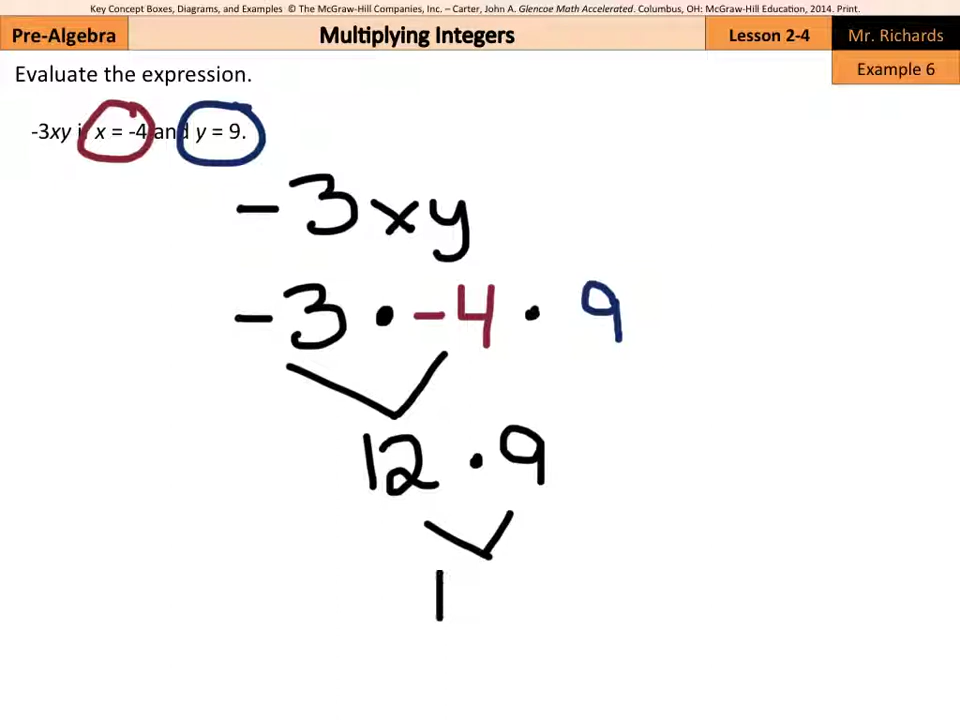 Key Concept Boxes, Diagrams, and Examples © The McGraw-Hill Companies, Inc. – Carter, John A. Glencoe Math Accelerated. Columbus, OH: McGraw-Hill Education, 2014. Print.
Pre-Algebra Multiplying Integers Lesson 2-4 Mr. Richards
Example 6
Evaluate the expression.
-3xy if x = -4 and y = 9.
-3xy
-3 · -4 · 9
12 · 9
1